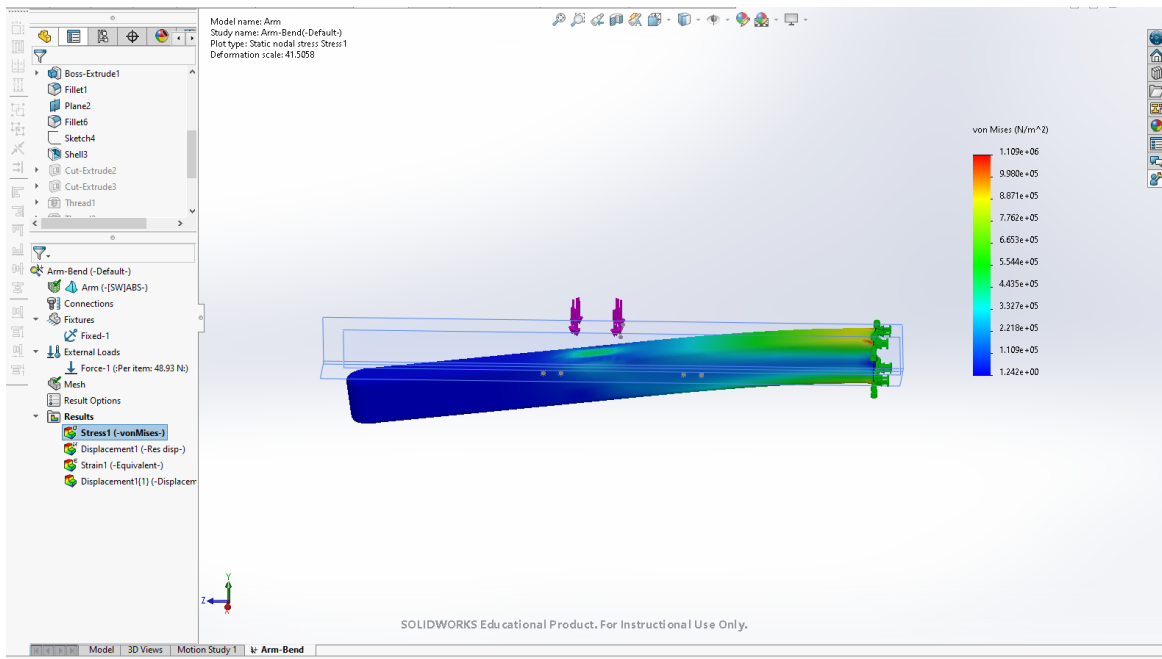 Model name: Arm
Study name: Arm-Bend(-Default-)
Plot type: Static nodal stress Stress1
Deformation scale: 41.5058
Boss-Extrude1
Fillet1
Plane2
Fillet6
Sketch4
Shell3
Cut-Extrude2
Cut-Extrude3
Thread1
Arm-Bend (-Default-)
Arm (-[SW]ABS-)
Connections
Fixtures
Fixed-1
External Loads
Force-1 (:Per item: 48.93 N:)
Mesh
Result Options
Results
Stress1 (-vonMises-)
Displacement1 (-Res disp-)
Strain1 (-Equivalent-)
Displacement1{1} (-Displacem
von Mises (N/m^2)
1.109e+06
9.980e+05
8.871e+05
7.762e+05
6.653e+05
5.544e+05
4.435e+05
3.327e+05
2.218e+05
1.109e+05
1.242e+00
Y
Z
X
SOLIDWORKS Educational Product. For Instructional Use Only.
Model
3D Views
Motion Study 1
Arm-Bend